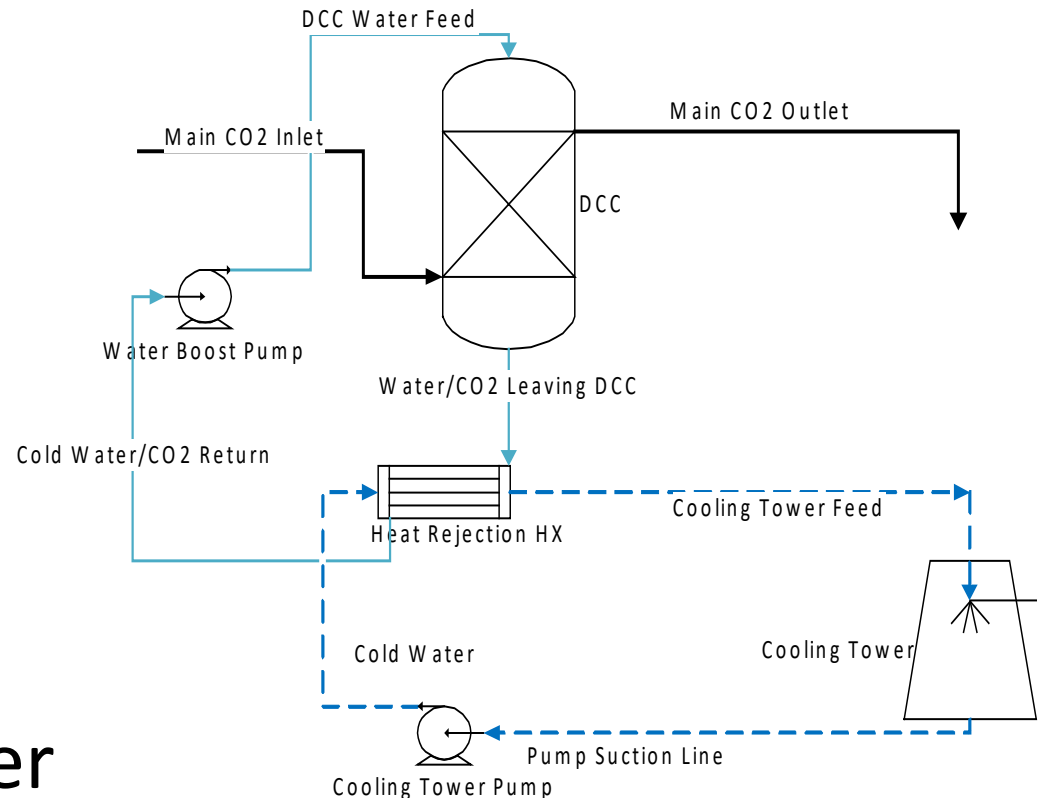 DCC Water Feed
Main CO2 Outlet
Main CO2 Inlet
DCC
Water Boost Pump
Water/CO2 Leaving DCC
Cold Water/CO2 Return
Cooling Tower Feed
Heat Rejection HX
Cold Water
Cooling Tower
Pump Suction Line
er
Cooling Tower Pump